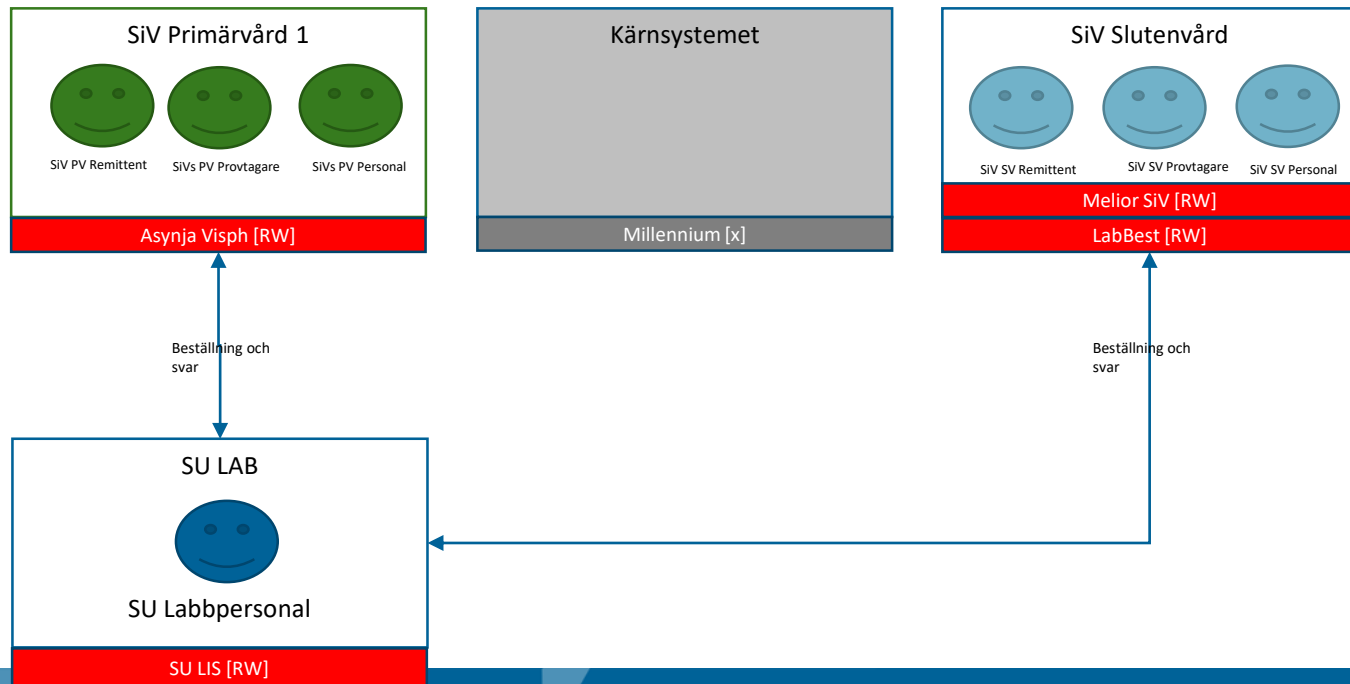 SiV Primärvård 1
SiV PV Remittent
SiVs PV Provtagare
SiVs PV Personal
Asynja Visph [RW]
Kärnsystemet
Millennium [x]
SiV Slutenvård
SiV SV Remittent
SiV SV Provtagare
SiV SV Personal
Melior SiV [RW]
LabBest [RW]
Beställning och
svar
Beställning och
svar
SU LAB
SU Labbpersonal
SU LIS [RW]